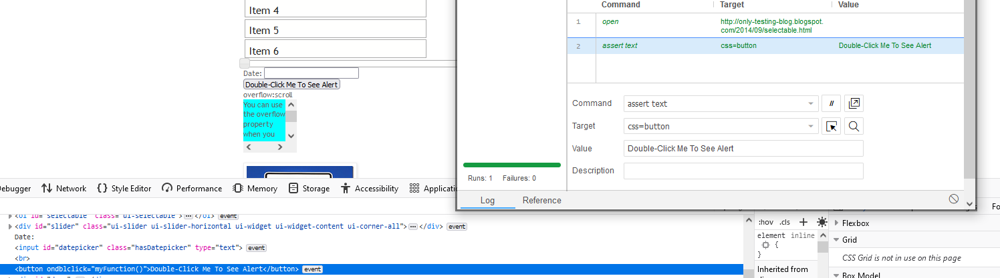 Item 4
Item 5
Item 6
Date:
Double-Click Me To See Alert
overflow:scroll
You can use
the overflow
property
when you
Command Target Value
1 open http://only-testing-blog.blogspot.
com/2014/09/selectable.html
2 assert text css=button Double-Click Me To See Alert
Command assert text //
Target css=button
Value Double-Click Me To See Alert
Description
Runs: 1 Failures: 0
Log Reference
ebugger Network {} Style Editor Performance Memory Storage Accessibility Applicati
<ol id="selectable" class="ui-selectable">⋯</ol> event
<div id="slider" class="ui-slider ui-slider-horizontal ui-widget ui-widget-content ui-corner-all">⋯</div> event
Date:
<input id="datepicker" class="hasDatepicker" type="text"> event
<br>
<button ondblclick="myFunction()">Double-Click Me To See Alert</button> event
:hov .cls +
element inline
{
}
Inherited from
Fo
Flexbox
Grid
CSS Grid is not in use on this page
Box Model